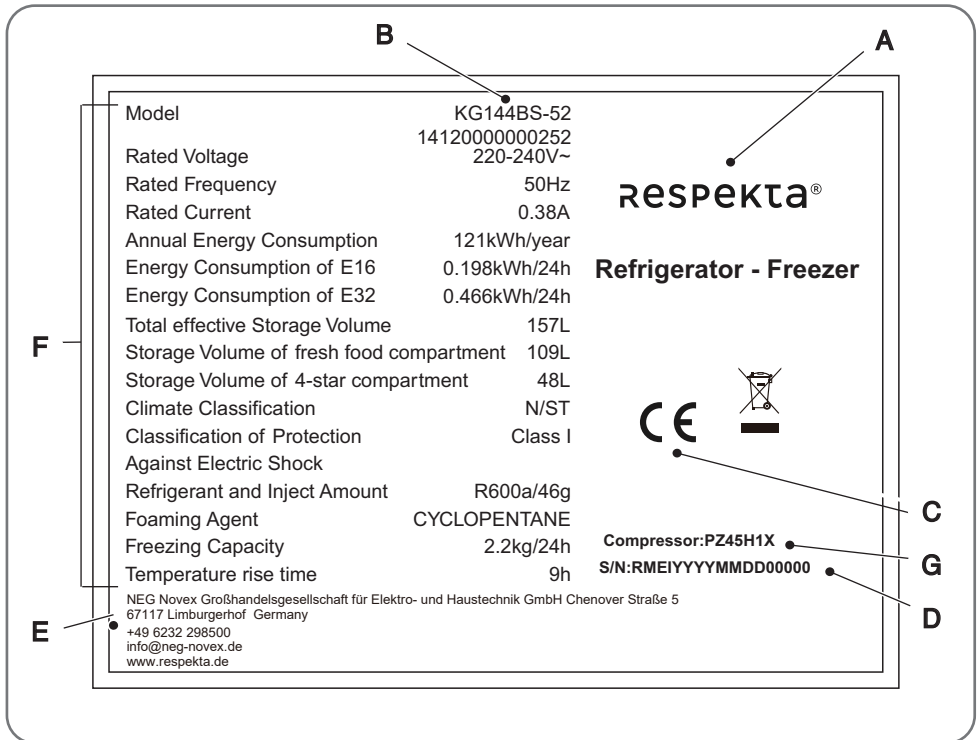 B
A
Model KG144BS-52
14120000000252
Rated Voltage 220-240V~
Rated Frequency 50Hz
Rated Current 0.38A
Annual Energy Consumption 121kWh/year
Energy Consumption of E16 0.198kWh/24h
Energy Consumption of E32 0.466kWh/24h
Total effective Storage Volume 157L
Storage Volume of fresh food compartment 109L
Storage Volume of 4-star compartment 48L
Climate Classification N/ST
Classification of Protection Class I
Against Electric Shock
Refrigerant and Inject Amount R600a/46g
Foaming Agent CYCLOPENTANE
Freezing Capacity 2.2kg/24h
Temperature rise time 9h
F
respekta®
Refrigerator - Freezer
CE
C
Compressor:PZ45H1X
G
S/N:RMEIYYYYMMDD00000
D
NEG Novex Großhandelsgesellschaft für Elektro- und Haustechnik GmbH Chenover Straße 5
67117 Limburgerhof Germany
E
+49 6232 298500
info@neg-novex.de
www.respekta.de